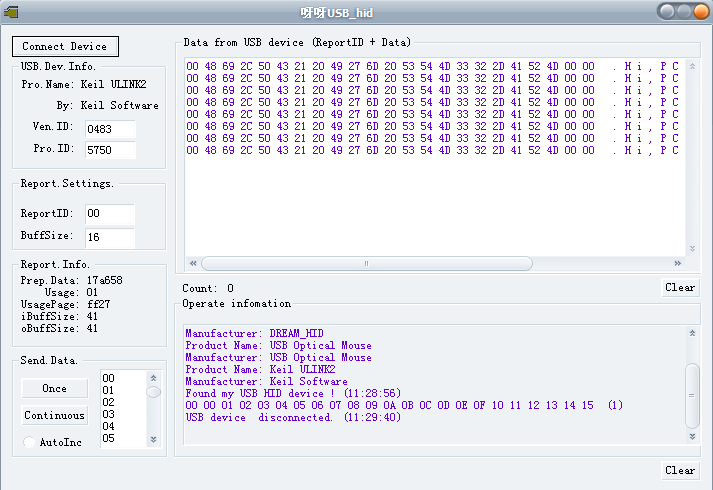 呀呀USB_hid
Connect Device
USB.Dev.Info.
Pro.Name: Keil ULINK2
By: Keil Software
Ven.ID: 0483
Pro.ID: 5750
Report.Settings.
ReportID: 00
BuffSize: 16
Report.Info.
Prep.Data: 17a658
Usage: 01
UsagePage: ff27
iBuffSize: 41
oBuffSize: 41
Send.Data.
Once
Continuous
AutoInc
00
01
02
03
04
05
Data from USB device (ReportID + Data)
00 48 69 2C 50 43 21 20 49 27 6D 20 53 54 4D 33 32 2D 41 52 4D 00 00 . H i , P C
00 48 69 2C 50 43 21 20 49 27 6D 20 53 54 4D 33 32 2D 41 52 4D 00 00 . H i , P C
00 48 69 2C 50 43 21 20 49 27 6D 20 53 54 4D 33 32 2D 41 52 4D 00 00 . H i , P C
00 48 69 2C 50 43 21 20 49 27 6D 20 53 54 4D 33 32 2D 41 52 4D 00 00 . H i , P C
00 48 69 2C 50 43 21 20 49 27 6D 20 53 54 4D 33 32 2D 41 52 4D 00 00 . H i , P C
00 48 69 2C 50 43 21 20 49 27 6D 20 53 54 4D 33 32 2D 41 52 4D 00 00 . H i , P C
00 48 69 2C 50 43 21 20 49 27 6D 20 53 54 4D 33 32 2D 41 52 4D 00 00 . H i , P C
00 48 69 2C 50 43 21 20 49 27 6D 20 53 54 4D 33 32 2D 41 52 4D 00 00 . H i , P C
Count: 0
Clear
Operate infomation
Manufacturer: DREAM_HID
Product Name: USB Optical Mouse
Manufacturer: USB Optical Mouse
Product Name: Keil ULINK2
Manufacturer: Keil Software
Found my USB HID device ! (11:28:56)
00 00 01 02 03 04 05 06 07 08 09 0A 0B 0C 0D 0E 0F 10 11 12 13 14 15 (1)
USB device disconnected. (11:29:40)
Clear